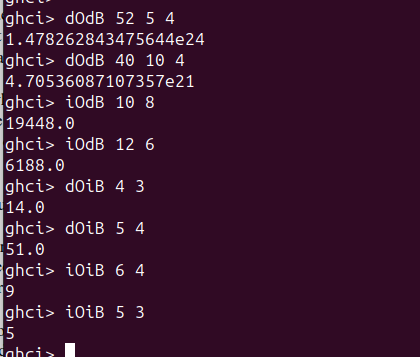 ghci> dOdB 52 5 4
1.478262843475644e24
ghci> dOdB 40 10 4
4.70536087107357e21
ghci> iOdB 10 8
19448.0
ghci> iOdB 12 6
6188.0
ghci> dOiB 4 3
14.0
ghci> dOiB 5 4
51.0
ghci> iOiB 6 4
9
ghci> iOiB 5 3
5
ghci>